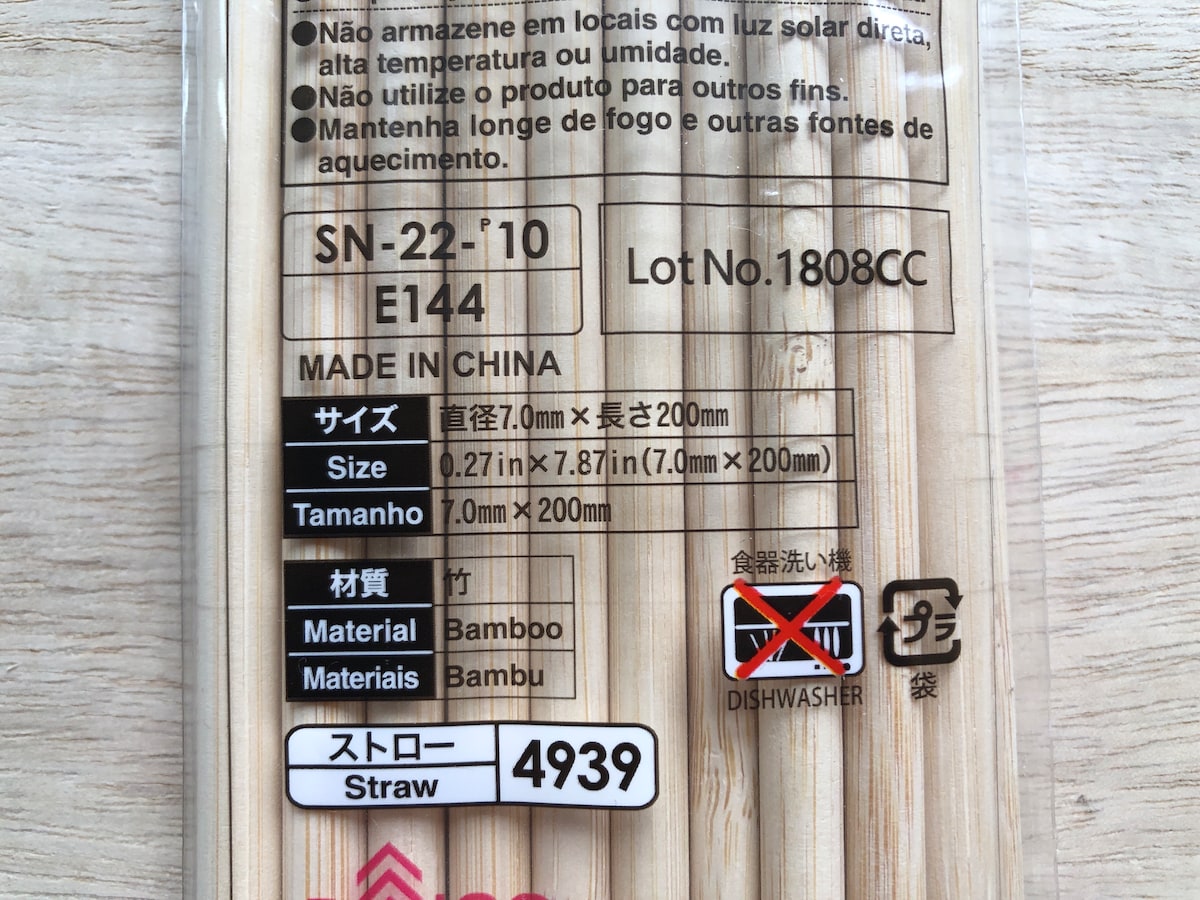 ●Não armazene em locais com luz solar direta,
alta temperatura ou umidade.
●Não utilize o produto para outros fins.
●Mantenha longe de fogo e outras fontes de
aquecimento.
SN-22-P10
E144
Lot No.1808CC
MADE IN CHINA
サイズ 直径7.0mm×長さ200mm
Size 0.27in×7.87in(7.0mm×200mm)
Tamanho 7.0mm×200mm
材質 竹
Material Bamboo
Materiais Bambu
食器洗い機
DISHWASHER
プラ
袋
ストロー
Straw
4939